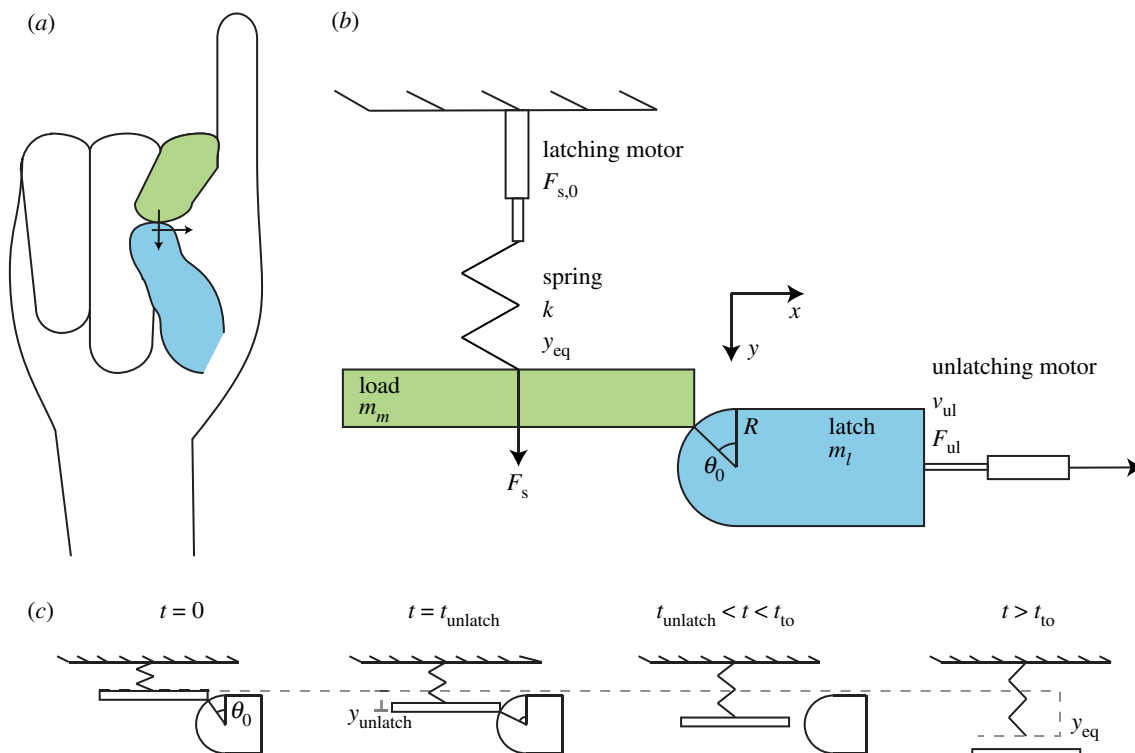 (a)
(b)
latching motor
F_s,0
spring
k
y_eq
x
y
load
m_m
F_s
R
θ_0
latch
m_l
unlatching motor
v_ul
F_ul
(c)
t = 0
t = t_unlatch
t_unlatch < t < t_to
t > t_to
θ_0
y_unlatch
y_eq